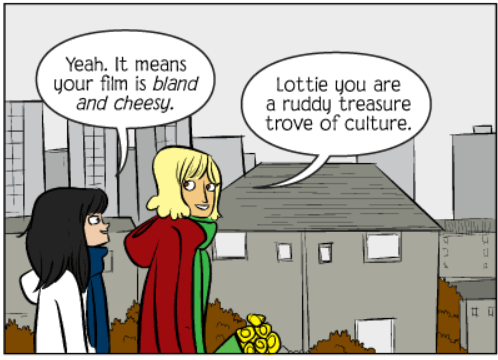 Yeah. It means
your film is bland
and cheesy.
Lottie you are
a ruddy treasure
trove of culture.